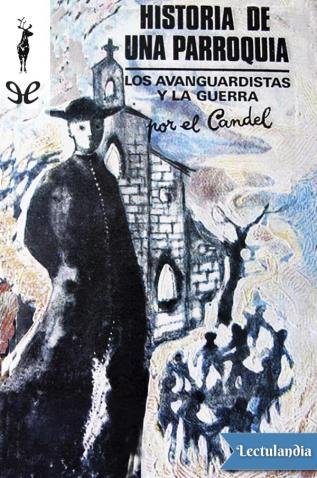 HISTORIA DE
UNA PARROQUIA
LOS AVANGUARDISTAS
Y LA GUERRA
por el Candel
Lectulandia